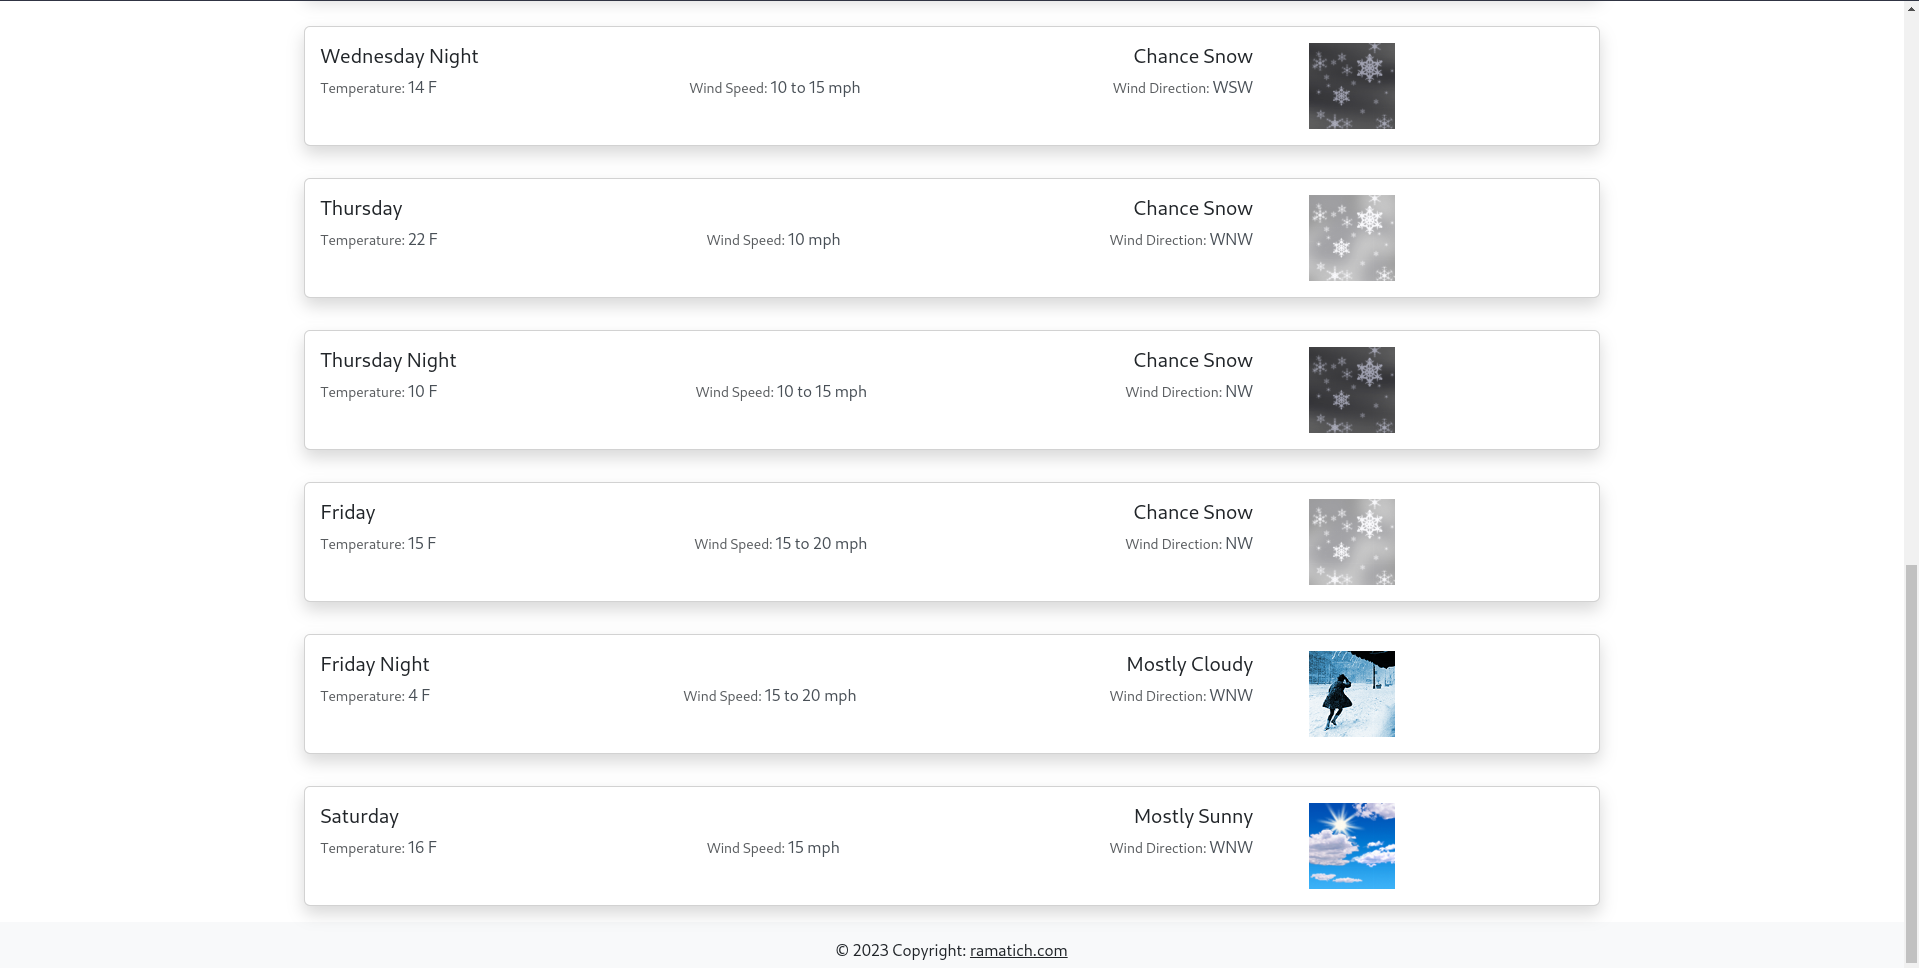 Wednesday Night Chance Snow
Temperature: 14 F Wind Speed: 10 to 15 mph Wind Direction: WSW
Thursday Chance Snow
Temperature: 22 F Wind Speed: 10 mph Wind Direction: WNW
Thursday Night Chance Snow
Temperature: 10 F Wind Speed: 10 to 15 mph Wind Direction: NW
Friday Chance Snow
Temperature: 15 F Wind Speed: 15 to 20 mph Wind Direction: NW
Friday Night Mostly Cloudy
Temperature: 4 F Wind Speed: 15 to 20 mph Wind Direction: WNW
Saturday Mostly Sunny
Temperature: 16 F Wind Speed: 15 mph Wind Direction: WNW
© 2023 Copyright: ramatich.com